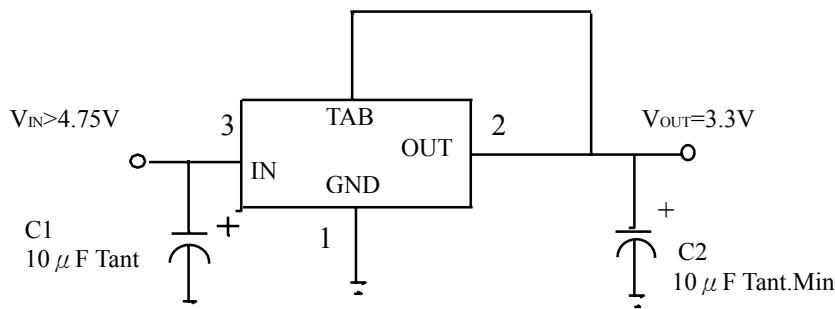 TAB
VIN>4.75V
3
2
VOUT=3.3V
OUT
IN
GND
+
1
+
C1
10 μF Tant
C2
10 μF Tant.Min